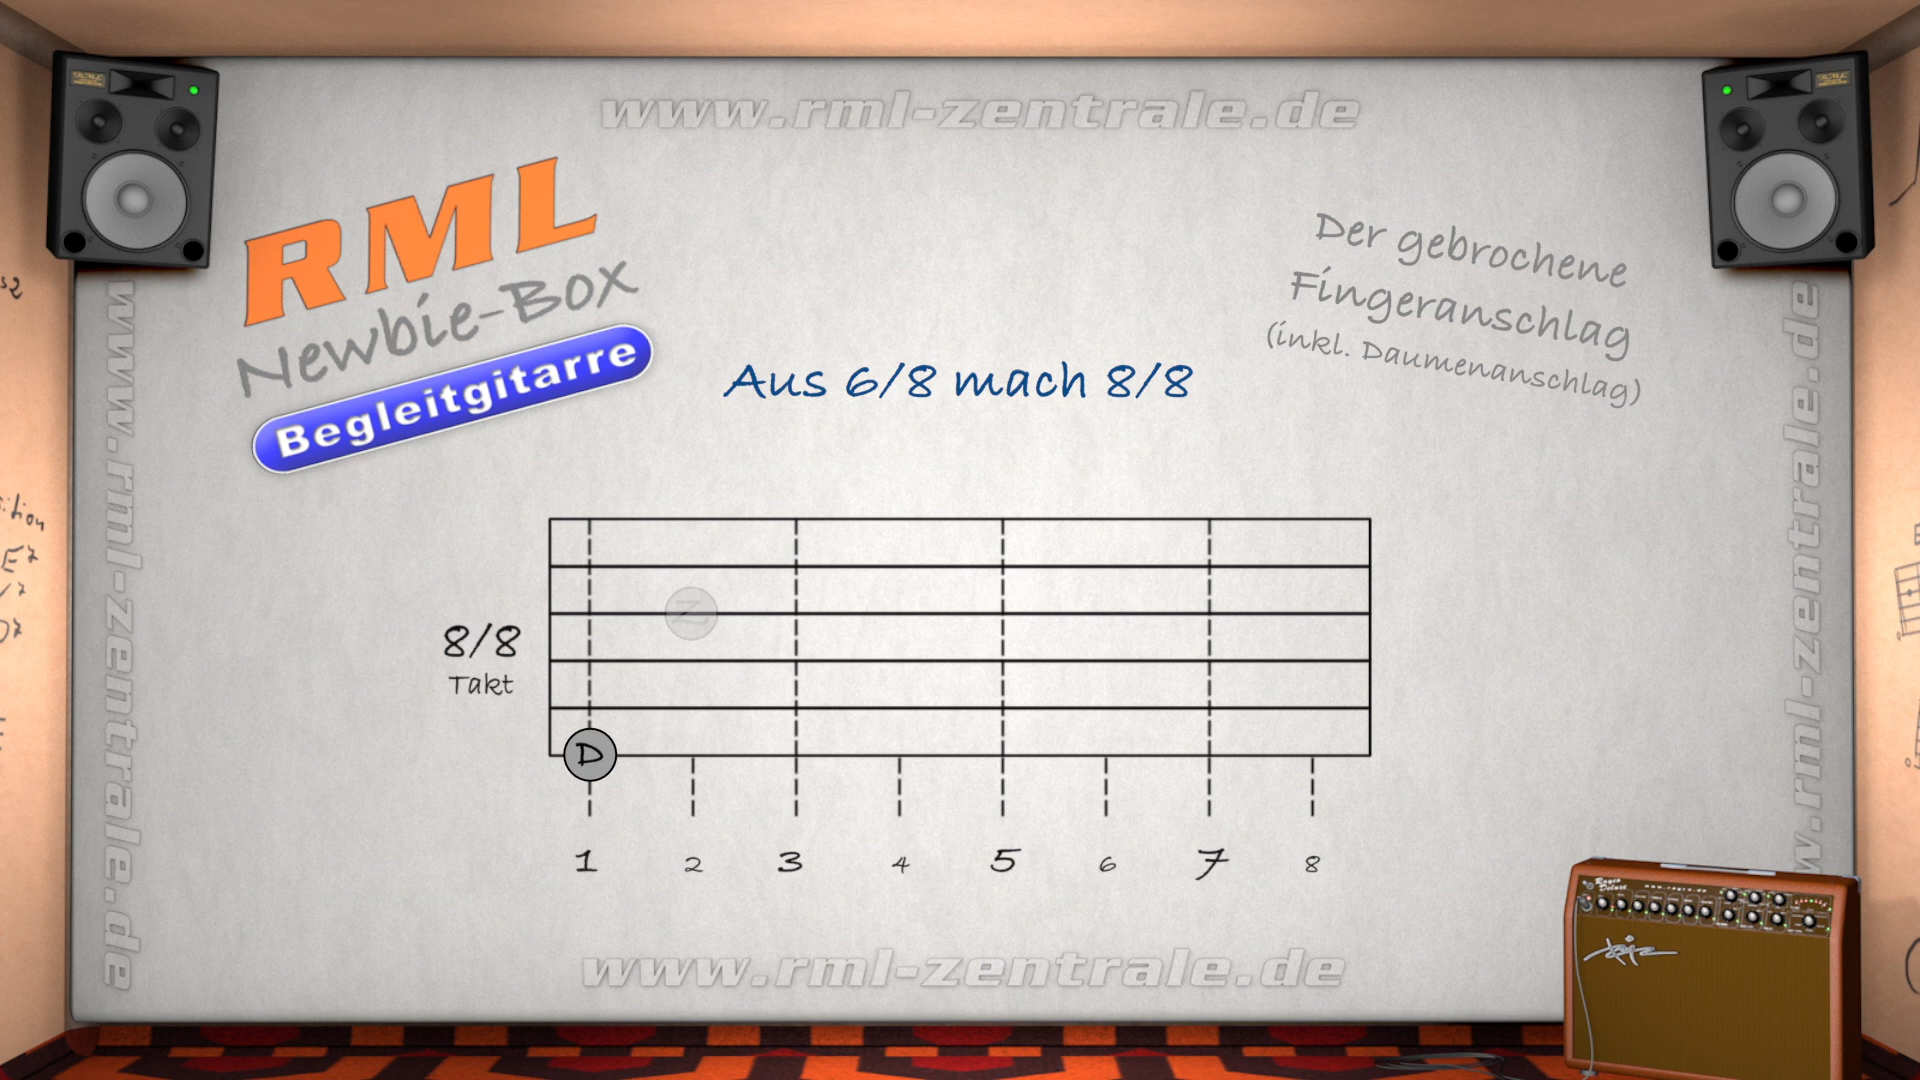 www.rml-zentrale.de
RML
Newbie-Box
Begleitgitarre
Der gebrochene
Fingeranschlag
(inkl. Daumenanschlag)
Aus 6/8 mach 8/8
www.rml-zentrale.de
www.rml-zentrale.de
Z
8/8
Takt
D
1 2 3 4 5 6 7 8
www.rml-zentrale.de